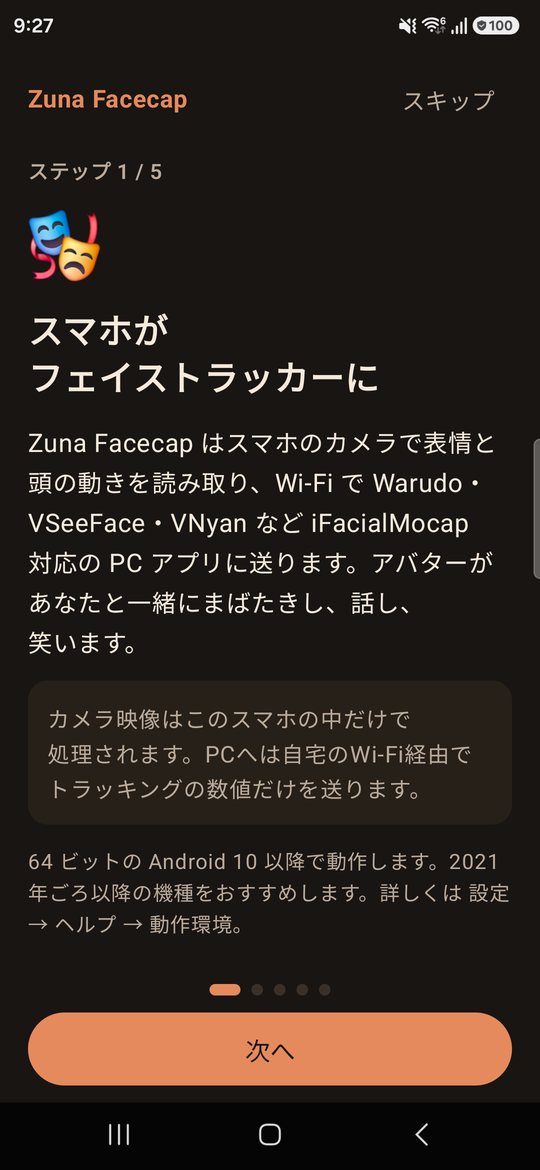 9:27
6
100
Zuna Facecap
スキップ
ステップ 1 / 5
スマホが
フェイストラッカーに
Zuna Facecap はスマホのカメラで表情と
頭の動きを読み取り、Wi-Fi で Warudo・
VSeeFace・VNyan など iFacialMocap
対応の PC アプリに送ります。アバターが
あなたと一緒にまばたきし、話し、
笑います。
カメラ映像はこのスマホの中だけで
処理されます。PCへは自宅のWi-Fi経由で
トラッキングの数値だけを送ります。
64 ビットの Android 10 以降で動作します。2021
年ごろ以降の機種をおすすめします。詳しくは 設定
→ ヘルプ → 動作環境。
次へ